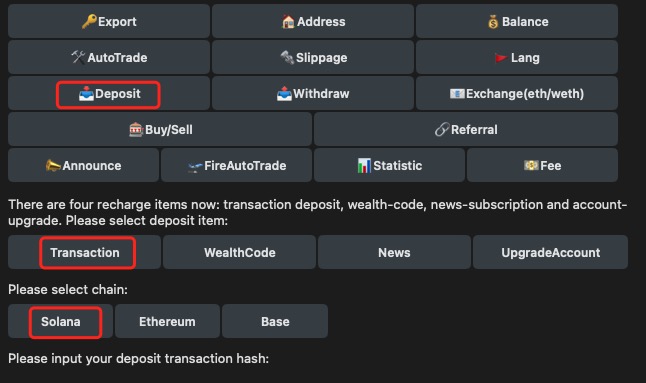 Export Address Balance
AutoTrade Slippage Lang
Deposit Withdraw Exchange(eth/weth)
Buy/Sell Referral
Announce FireAutoTrade Statistic Fee
There are four recharge items now: transaction deposit, wealth-code, news-subscription and account-
upgrade. Please select deposit item:
Transaction WealthCode News UpgradeAccount
Please select chain:
Solana Ethereum Base
Please input your deposit transaction hash: